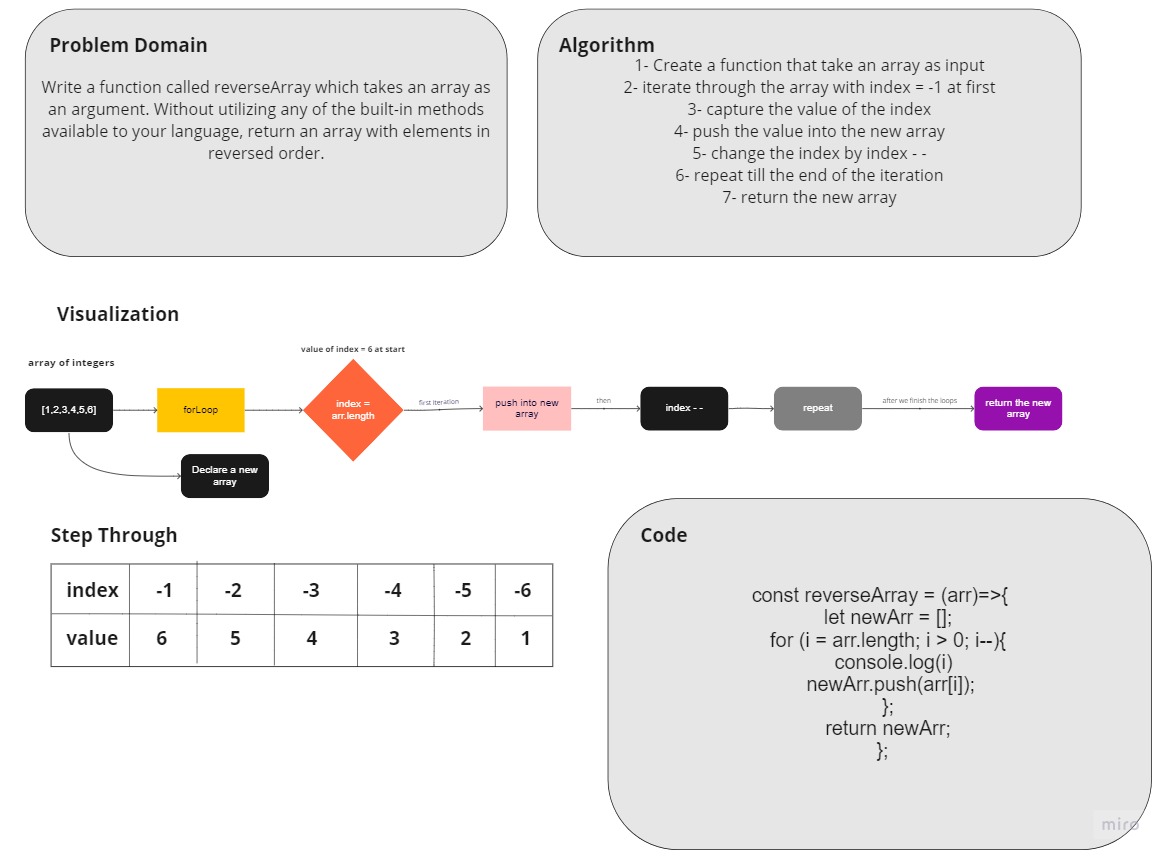 Problem Domain
Write a function called reverseArray which takes an array as
an argument. Without utilizing any of the built-in methods
available to your language, return an array with elements in
reversed order.
Algorithm
1- Create a function that take an array as input
2- iterate through the array with index = -1 at first
3- capture the value of the index
4- push the value into the new array
5- change the index by index - -
6- repeat till the end of the iteration
7- return the new array
Visualization
array of integers
value of index = 6 at start
[1,2,3,4,5,6]
forLoop
index =
arr.length
first iteration
push into new
array
then
index - -
repeat
after we finish the loops
return the new
array
Declare a new
array
Step Through
index -1 -2 -3 -4 -5 -6
value 6 5 4 3 2 1
Code
const reverseArray = (arr)=>{
let newArr = [];
for (i = arr.length; i > 0; i--){
console.log(i)
newArr.push(arr[i]);
};
return newArr;
};
miro